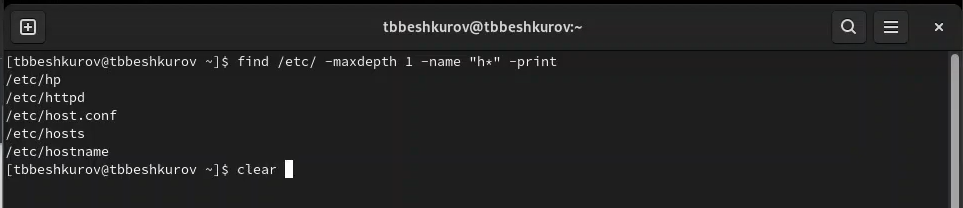 tbbeshkurov@tbbeshkurov:~
[tbbeshkurov@tbbeshkurov ~]$ find /etc/ -maxdepth 1 -name "h*" -print
/etc/hp
/etc/httpd
/etc/host.conf
/etc/hosts
/etc/hostname
[tbbeshkurov@tbbeshkurov ~]$ clear